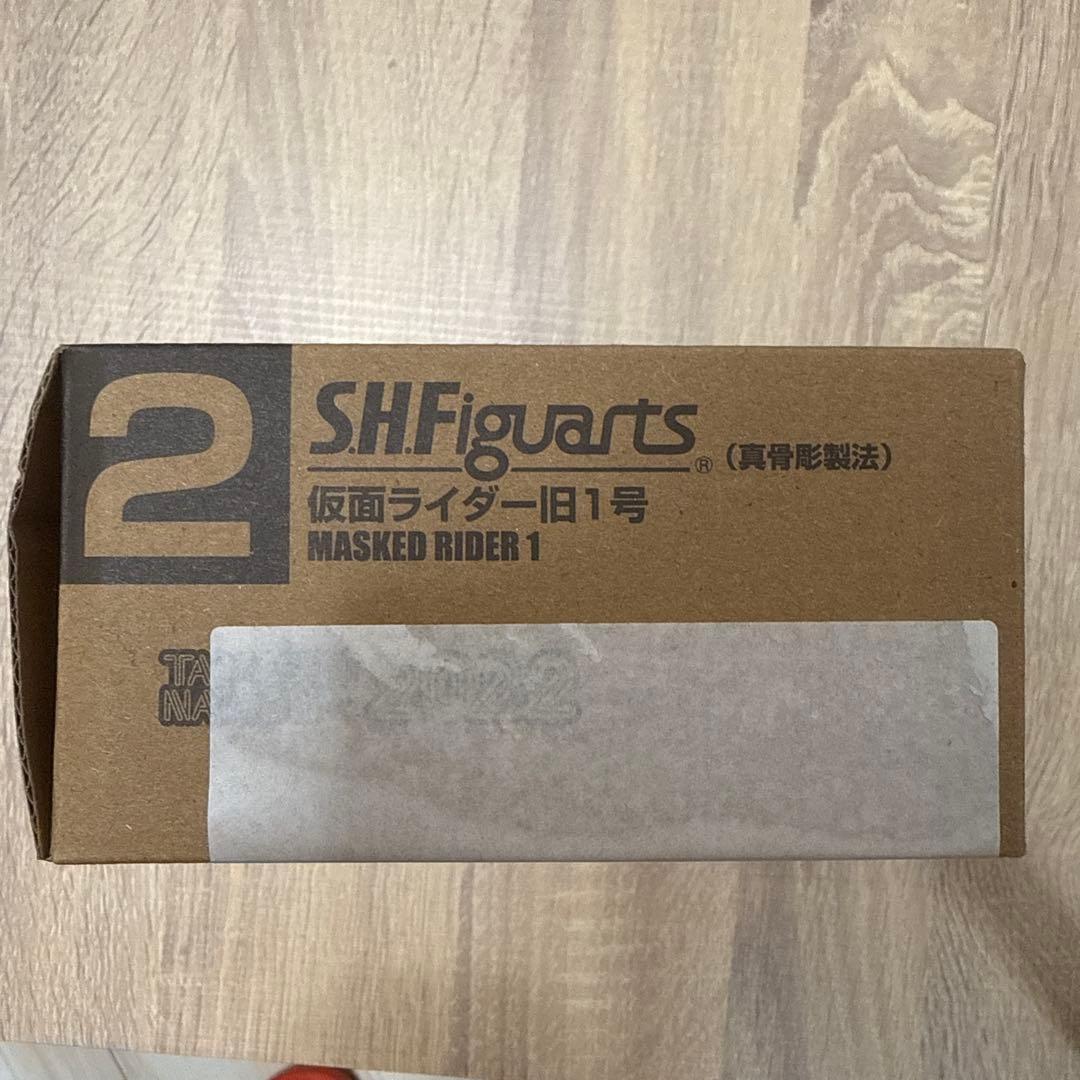 2
S.H.Figuarts® (真骨彫製法)
仮面ライダー旧1号
MASKED RIDER 1
2022